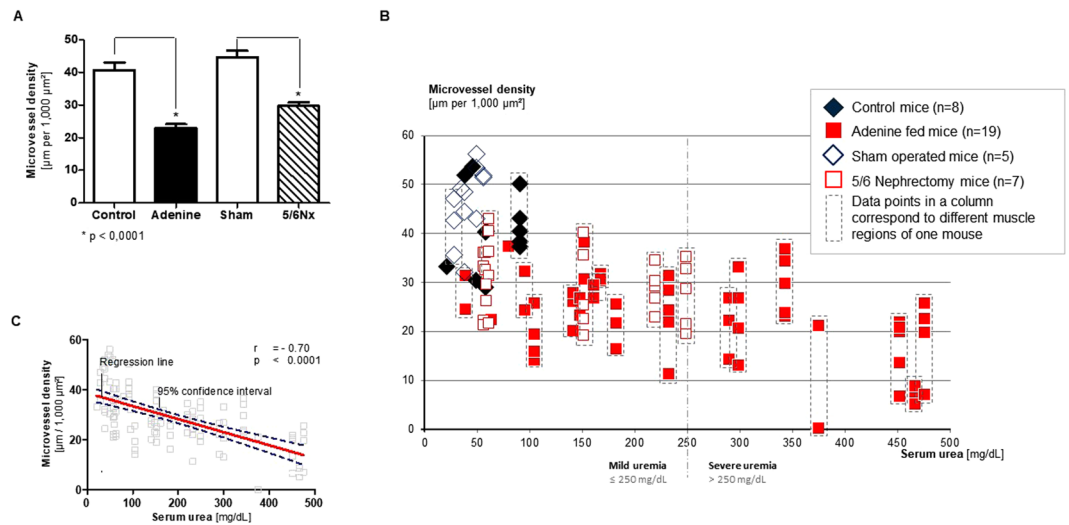 A
Microvessel density
[µm per 1,000 µm²]
50
40
30
20
10
0
*
*
Control
Adenine
Sham
5/6Nx
* p < 0,0001
B
Microvessel density
[µm per 1,000 µm²]
60
50
40
30
20
10
0
0
50
100
150
200
250
300
350
400
450
500
Serum urea [mg/dL]
Mild uremia
≤ 250 mg/dL
Severe uremia
> 250 mg/dL
Control mice (n=8)
Adenine fed mice (n=19)
Sham operated mice (n=5)
5/6 Nephrectomy mice (n=7)
Data points in a column
correspond to different muscle
regions of one mouse
C
Microvessel density
[µm / 1,000 µm²]
60
40
20
0
r = - 0.70
p < 0.0001
Regression line
95% confidence interval
0
100
200
300
400
500
Serum urea [mg/dL]